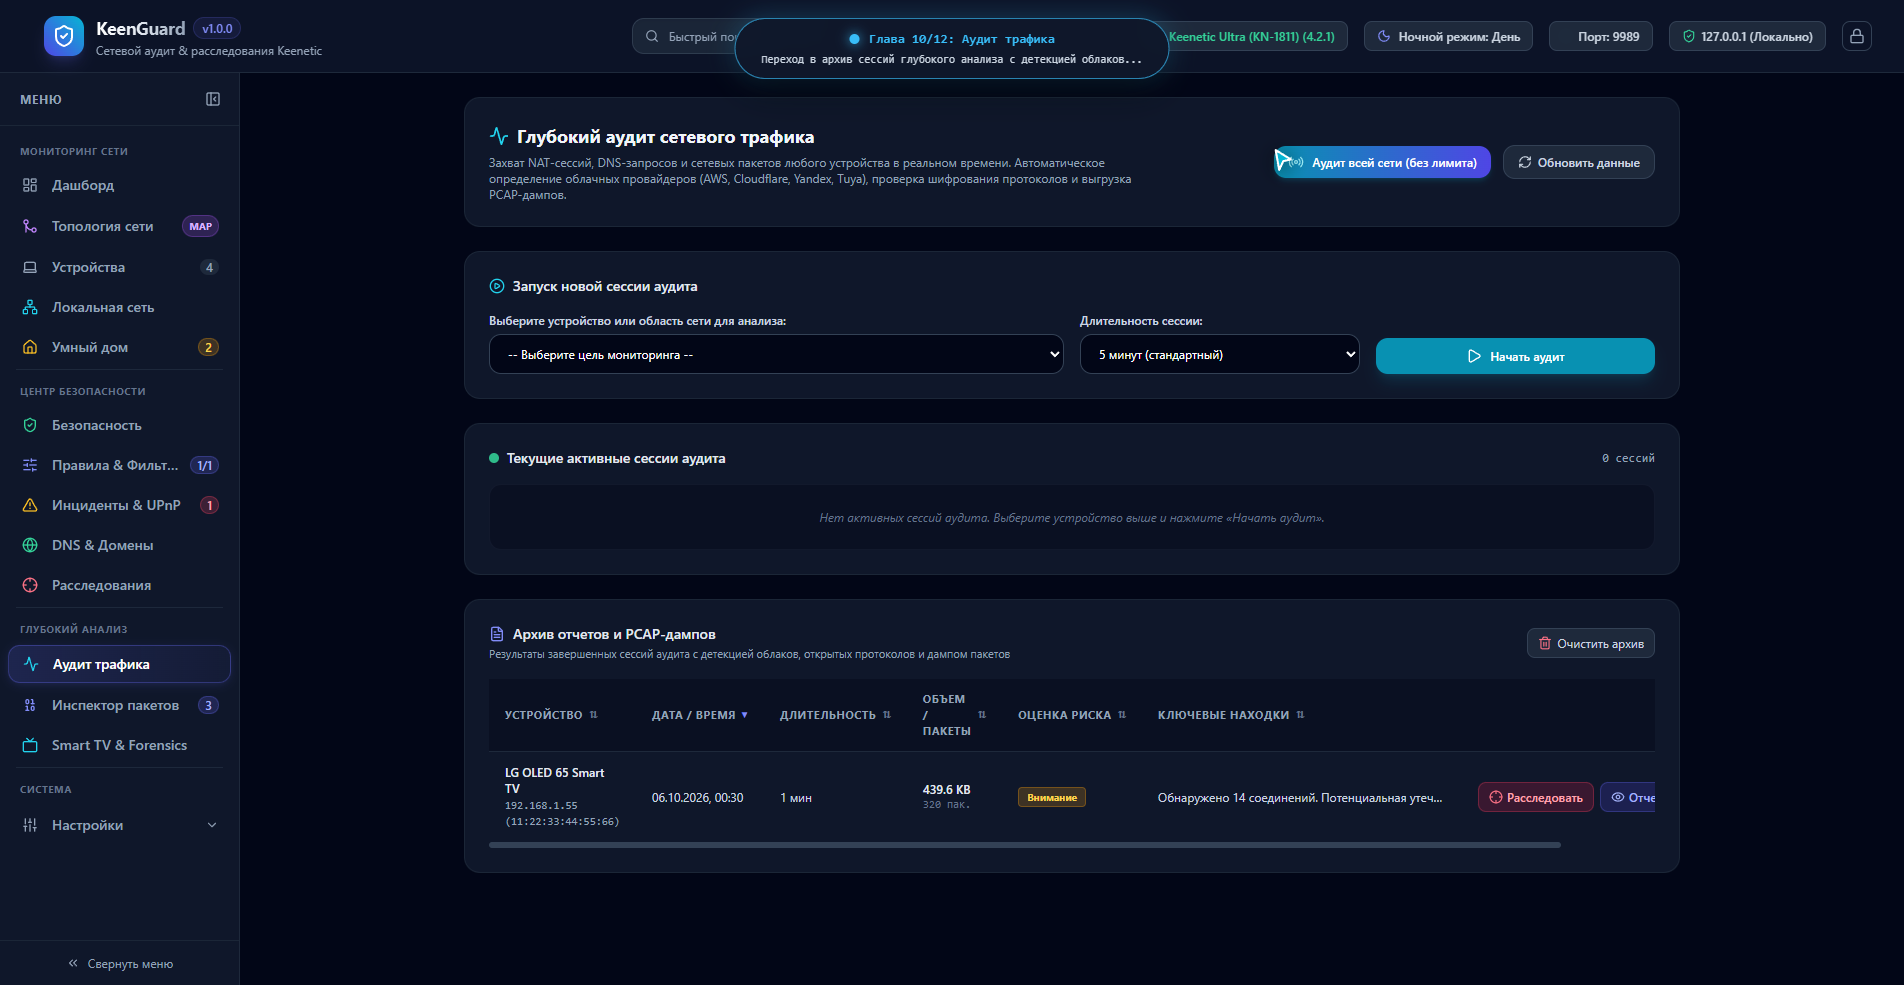 KeenGuard v1.0.0
Сетевой аудит & расследования Keenetic
Быстрый
Глава 10/12: Аудит трафика
Переход в архив сессий глубокого анализа с детекцией облаков...
Keenetic Ultra (KN-1811) (4.2.1)
Ночной режим: День
Порт: 9989
127.0.0.1 (Локально)
МЕНЮ
МОНИТОРИНГ СЕТИ
Дашборд
Топология сети MAP
Устройства 4
Локальная сеть
Умный дом 2
ЦЕНТР БЕЗОПАСНОСТИ
Безопасность
Правила & Фильт... 1/1
Инциденты & UPnP 1
DNS & Домены
Расследования
ГЛУБОКИЙ АНАЛИЗ
Аудит трафика
Инспектор пакетов 3
Smart TV & Forensics
СИСТЕМА
Настройки
Свернуть меню
Глубокий аудит сетевого трафика
Захват NAT-сессий, DNS-запросов и сетевых пакетов любого устройства в реальном времени. Автоматическое
определение облачных провайдеров (AWS, Cloudflare, Yandex, Tuya), проверка шифрования протоколов и выгрузка
PCAP-дампов.
Аудит всей сети (без лимита)
Обновить данные
Запуск новой сессии аудита
Выберите устройство или область сети для анализа:
-- Выберите цель мониторинга --
Длительность сессии:
5 минут (стандартный)
Начать аудит
Текущие активные сессии аудита
0 сессий
Нет активных сессий аудита. Выберите устройство выше и нажмите «Начать аудит».
Архив отчетов и PCAP-дампов
Результаты завершенных сессий аудита с детекцией облаков, открытых протоколов и дампом пакетов
Очистить архив
УСТРОЙСТВО ⇅
ДАТА / ВРЕМЯ ▼
ДЛИТЕЛЬНОСТЬ ⇅
ОБЪЕМ
/
ПАКЕТЫ ⇅
ОЦЕНКА РИСКА ⇅
КЛЮЧЕВЫЕ НАХОДКИ ⇅
LG OLED 65 Smart
TV
192.168.1.55
(11:22:33:44:55:66)
06.10.2026, 00:30
1 мин
439.6 KB
320 пак.
Внимание
Обнаружено 14 соединений. Потенциальная утеч...
Расследовать
Отче